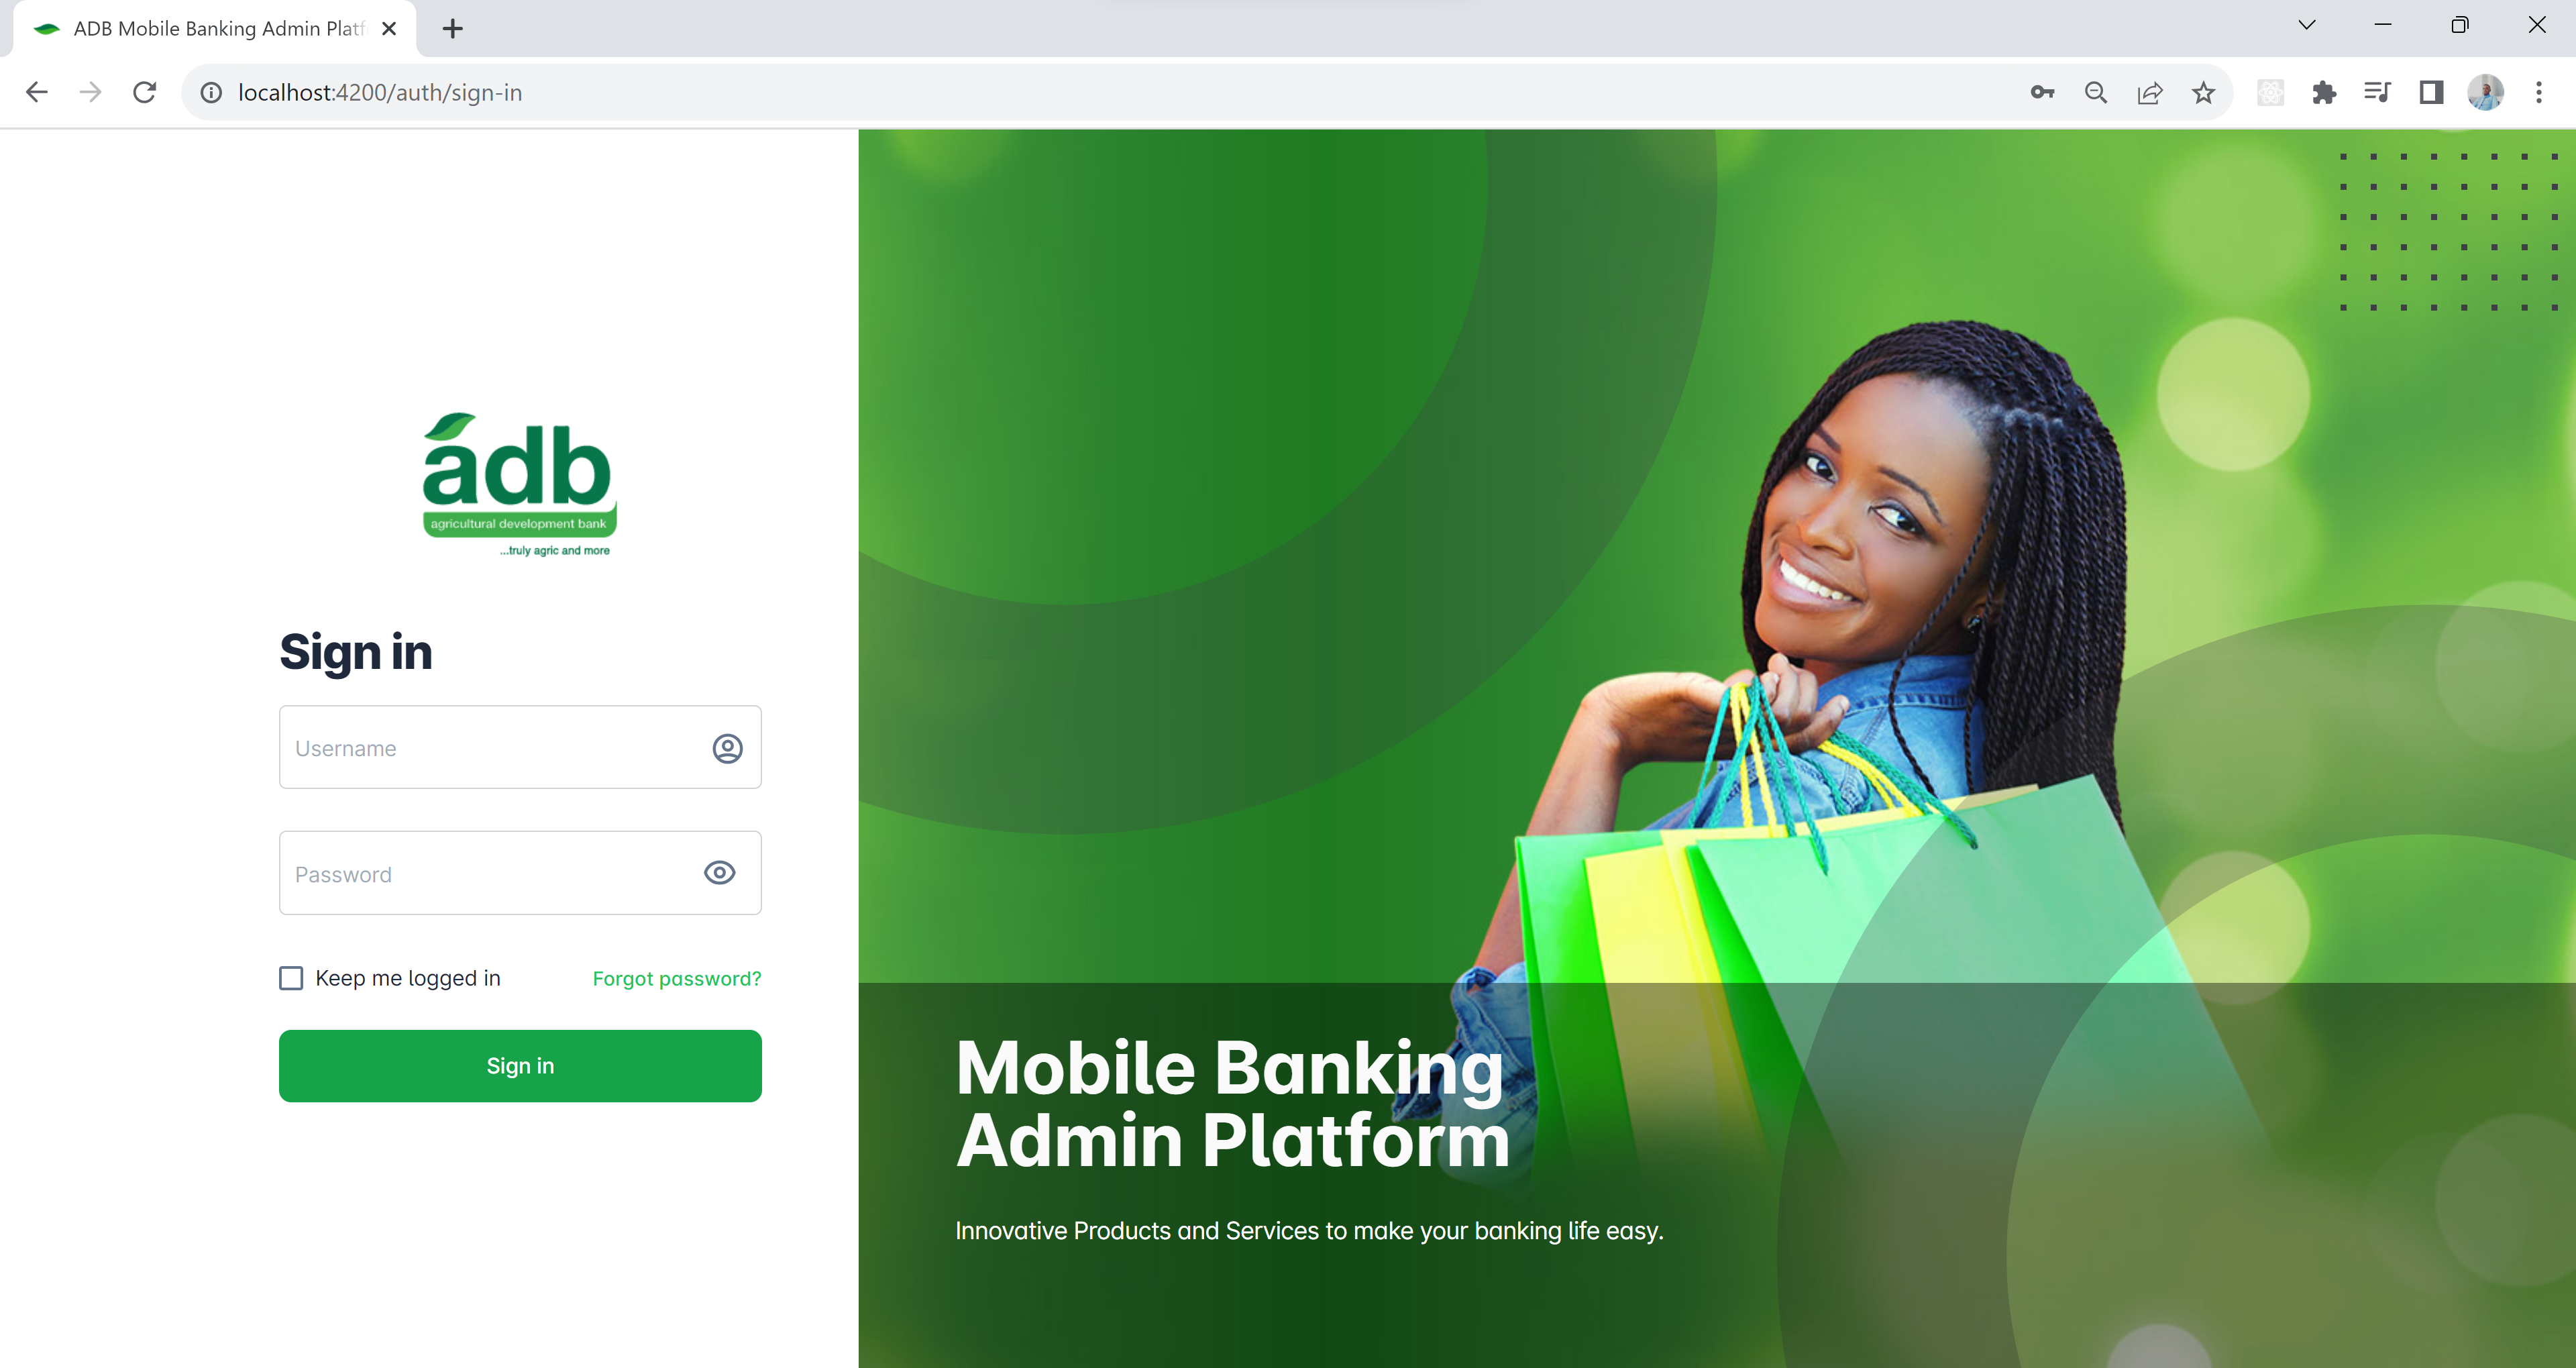 ADB Mobile Banking Admin Platf
localhost:4200/auth/sign-in
adb
agricultural development bank
...truly agric and more
Sign in
Username
Password
Keep me logged in
Forgot password?
Sign in
Mobile Banking
Admin Platform
Innovative Products and Services to make your banking life easy.